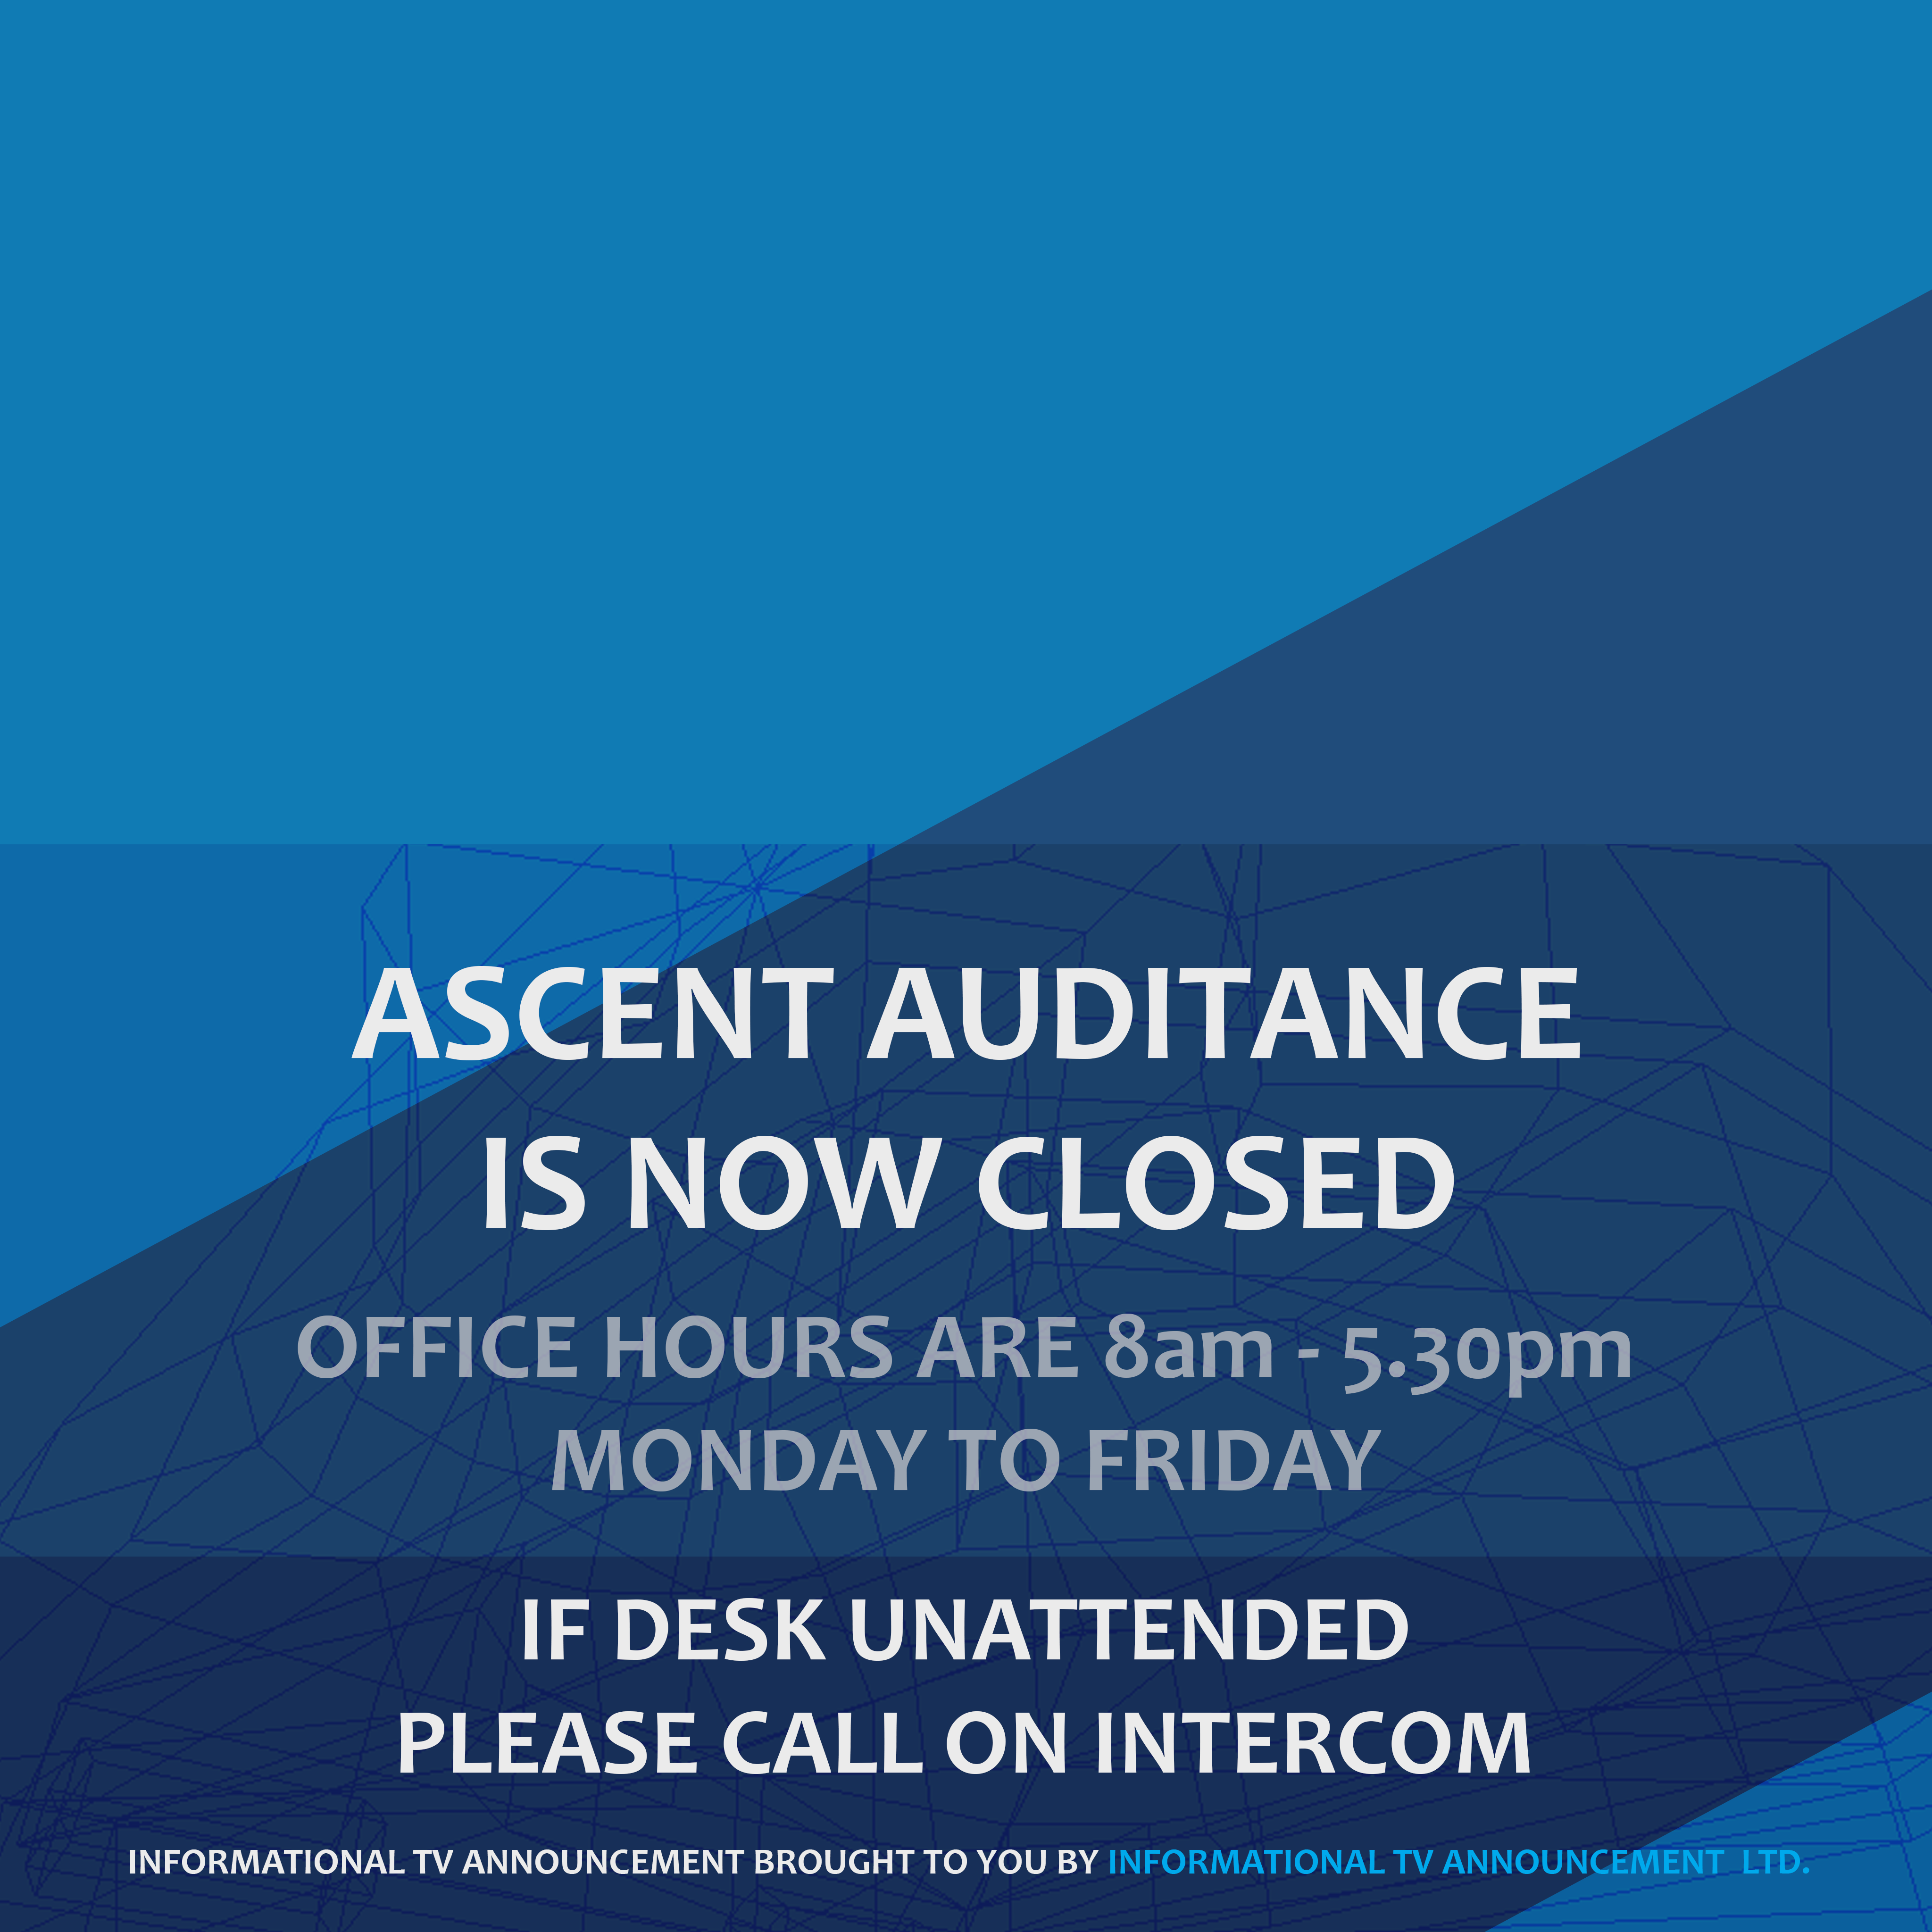 ASCENT AUDITANCE
IS NOW CLOSED
OFFICE HOURS ARE 8am - 5.30pm
MONDAY TO FRIDAY
IF DESK UNATTENDED
PLEASE CALL ON INTERCOM
INFORMATIONAL TV ANNOUNCEMENT BROUGHT TO YOU BY INFORMATIONAL TV ANNOUNCEMENT LTD.